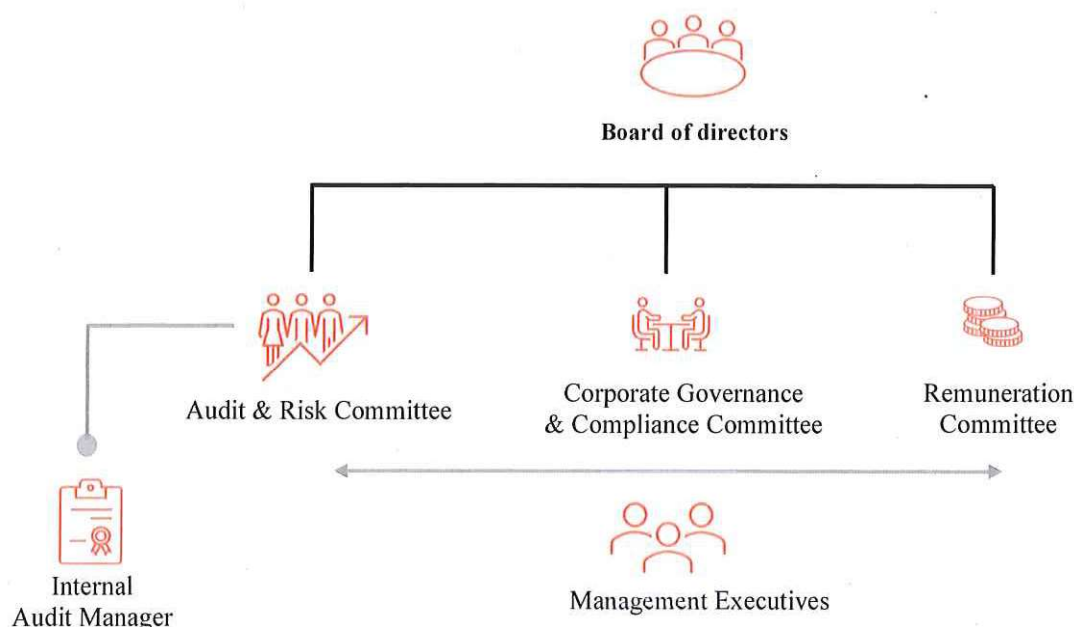 Board of directors
Audit & Risk Committee
Corporate Governance
& Compliance Committee
Remuneration
Committee
Internal
Audit Manager
Management Executives